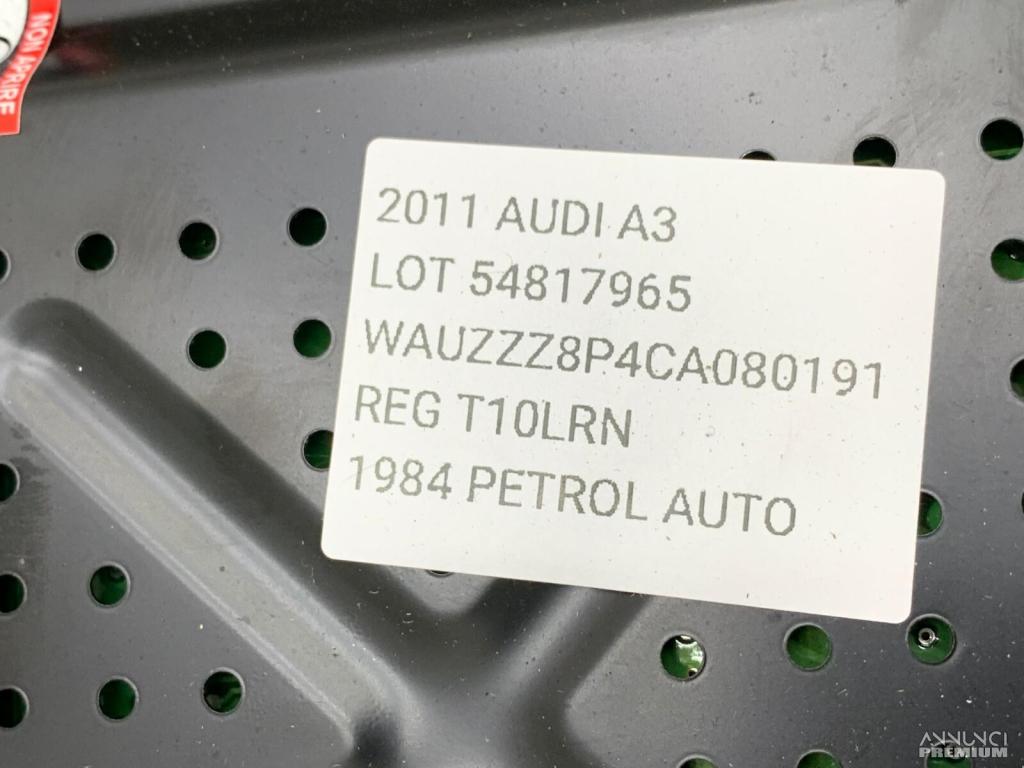 NON APRIRE
2011 AUDI A3
LOT 54817965
WAUZZZ8P4CA080191
REG T10LRN
1984 PETROL AUTO
ANNUNCI
PREMIUM